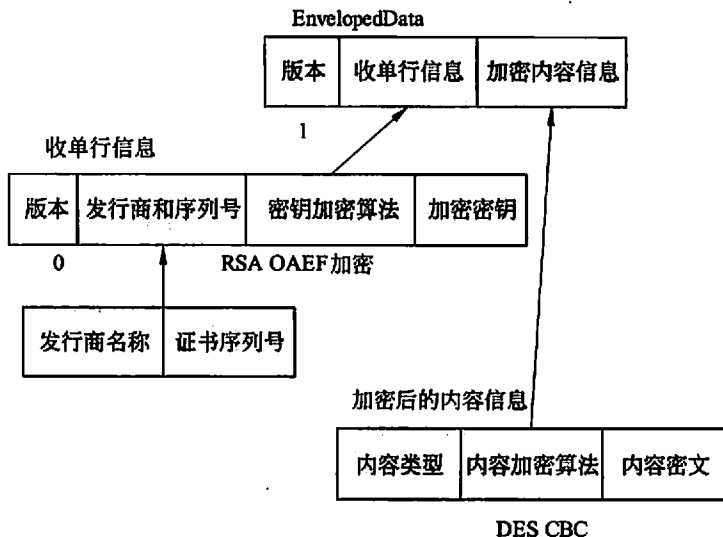 EnvelopedData
版本 收单行信息 加密内容信息
1
收单行信息
版本 发行商和序列号 密钥加密算法 加密密钥
0 RSA OAEF加密
发行商名称 证书序列号
加密后的内容信息
内容类型 内容加密算法 内容密文
DES CBC